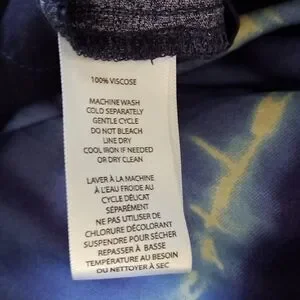 100% VISCOSE
MACHINE WASH
COLD SEPARATELY
GENTLE CYCLE
DO NOT BLEACH
LINE DRY
COOL IRON IF NEEDED
OR DRY CLEAN
LAVER À LA MACHINE
À L'EAU FROIDE AU
CYCLE DÉLICAT
SÉPARÉMENT
NE PAS UTILISER DE
CHLORURE DÉCOLORANT
SUSPENDRE POUR SÉCHER
REPASSER À BASSE
TEMPÉRATURE AU BESOIN
OU NETTOYER À SEC